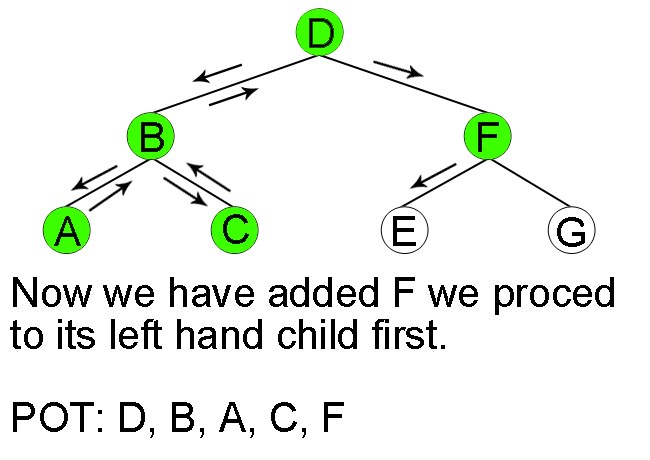 D
B
F
A
C
E
G
Now we have added F we proced
to its left hand child first.
POT: D, B, A, C, F